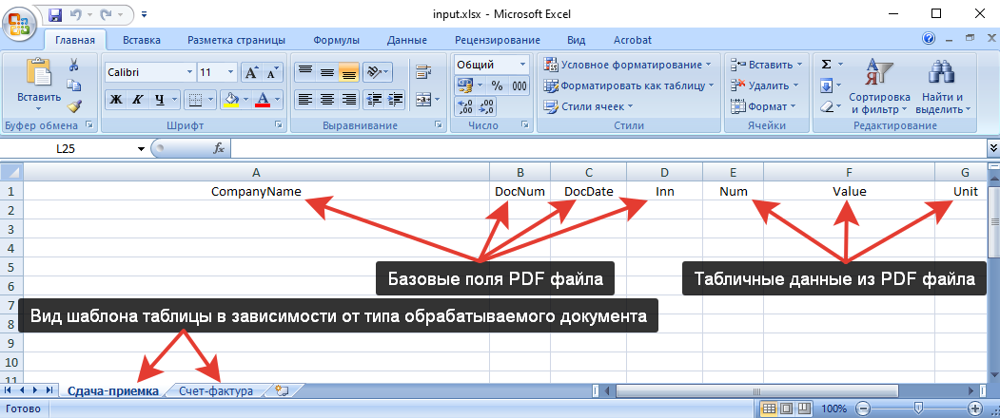 input.xlsx - Microsoft Excel
Главная Вставка Разметка страницы Формулы Данные Рецензирование Вид Acrobat
Вставить
Буфер обмена
Calibri 11
Ж К Ч
Шрифт
Выравнивание
Общий
% 000
,0 ,00
,00 ,0
Число
Условное форматирование
Форматировать как таблицу
Стили ячеек
Стили
Вставить
Удалить
Формат
Ячейки
Σ
Сортировка и фильтр
Найти и выделить
Редактирование
L25 fx
A B C D E F G
1 CompanyName DocNum DocDate Inn Num Value Unit
2
3
4
5
6
7
8
9
10
11
Базовые поля PDF файла
Табличные данные из PDF файла
Вид шаблона таблицы в зависимости от типа обрабатываемого документа
Сдача-приемка Счет-фактура
Готово 100%